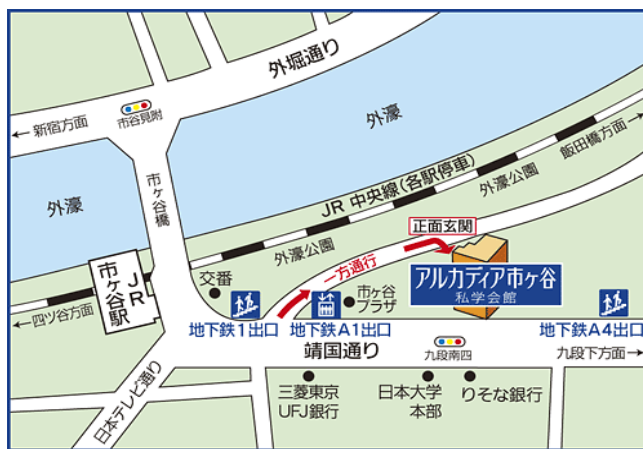 外堀通り
←新宿方面
市谷見附
外濠
飯田橋方面→
外濠
市ヶ谷橋
JR 中央線(各駅停車)
外濠公園
正面玄関
外濠公園
アルカディア市ヶ谷
私学会館
一方通行
JR
市ヶ谷駅
交番
市ヶ谷
プラザ
←四ツ谷方面
地下鉄1出口
地下鉄A1出口
地下鉄A4出口
靖国通り
九段南四
九段下方面→
日本テレビ通り
三菱東京
UFJ銀行
日本大学
本部
りそな銀行